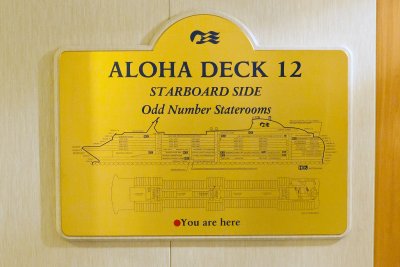 ALOHA DECK 12
STARBOARD SIDE
Odd Number Staterooms
You are here